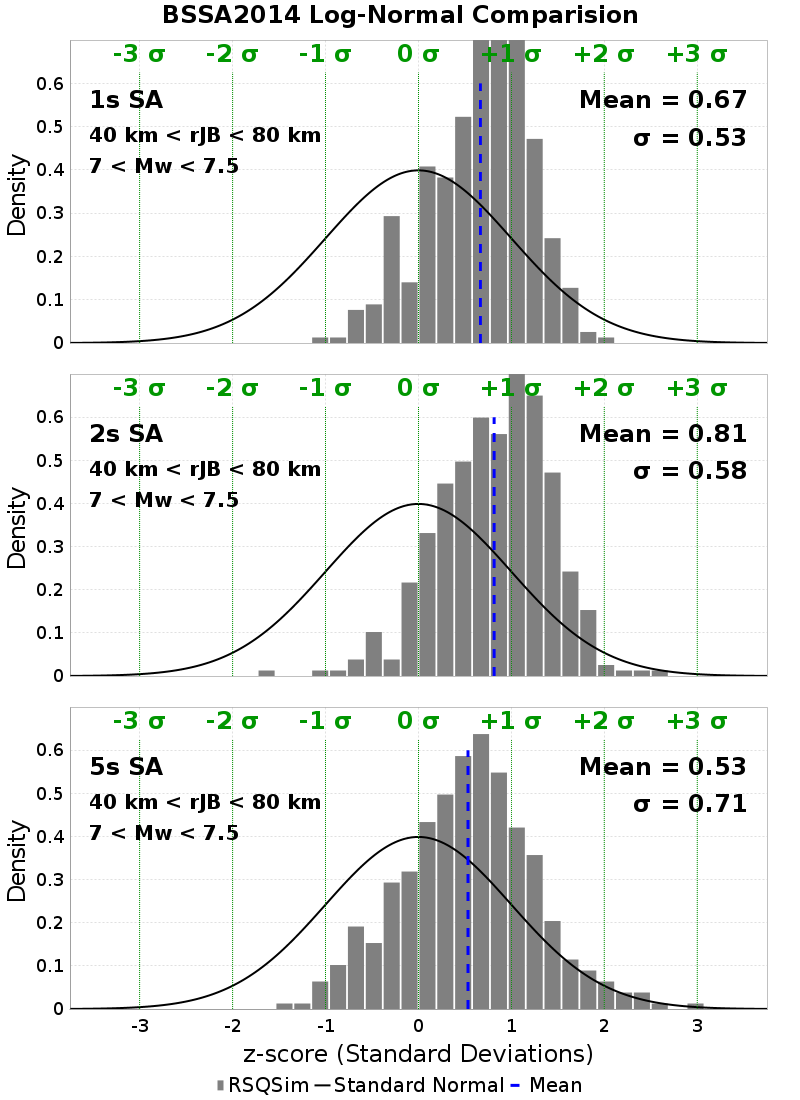 BSSA2014 Log-Normal Comparision
-3 σ -2 σ -1 σ 0 σ +1 σ +2 σ +3 σ
1s SA
40 km < rJB < 80 km
7 < Mw < 7.5
Mean = 0.67
σ = 0.53
Density
0.6
0.5
0.4
0.3
0.2
0.1
0
-3 σ -2 σ -1 σ 0 σ +1 σ +2 σ +3 σ
2s SA
40 km < rJB < 80 km
7 < Mw < 7.5
Mean = 0.81
σ = 0.58
Density
0.6
0.5
0.4
0.3
0.2
0.1
0
-3 σ -2 σ -1 σ 0 σ +1 σ +2 σ +3 σ
5s SA
40 km < rJB < 80 km
7 < Mw < 7.5
Mean = 0.53
σ = 0.71
Density
0.6
0.5
0.4
0.3
0.2
0.1
0
-3 -2 -1 0 1 2 3
z-score (Standard Deviations)
RSQSim Standard Normal Mean